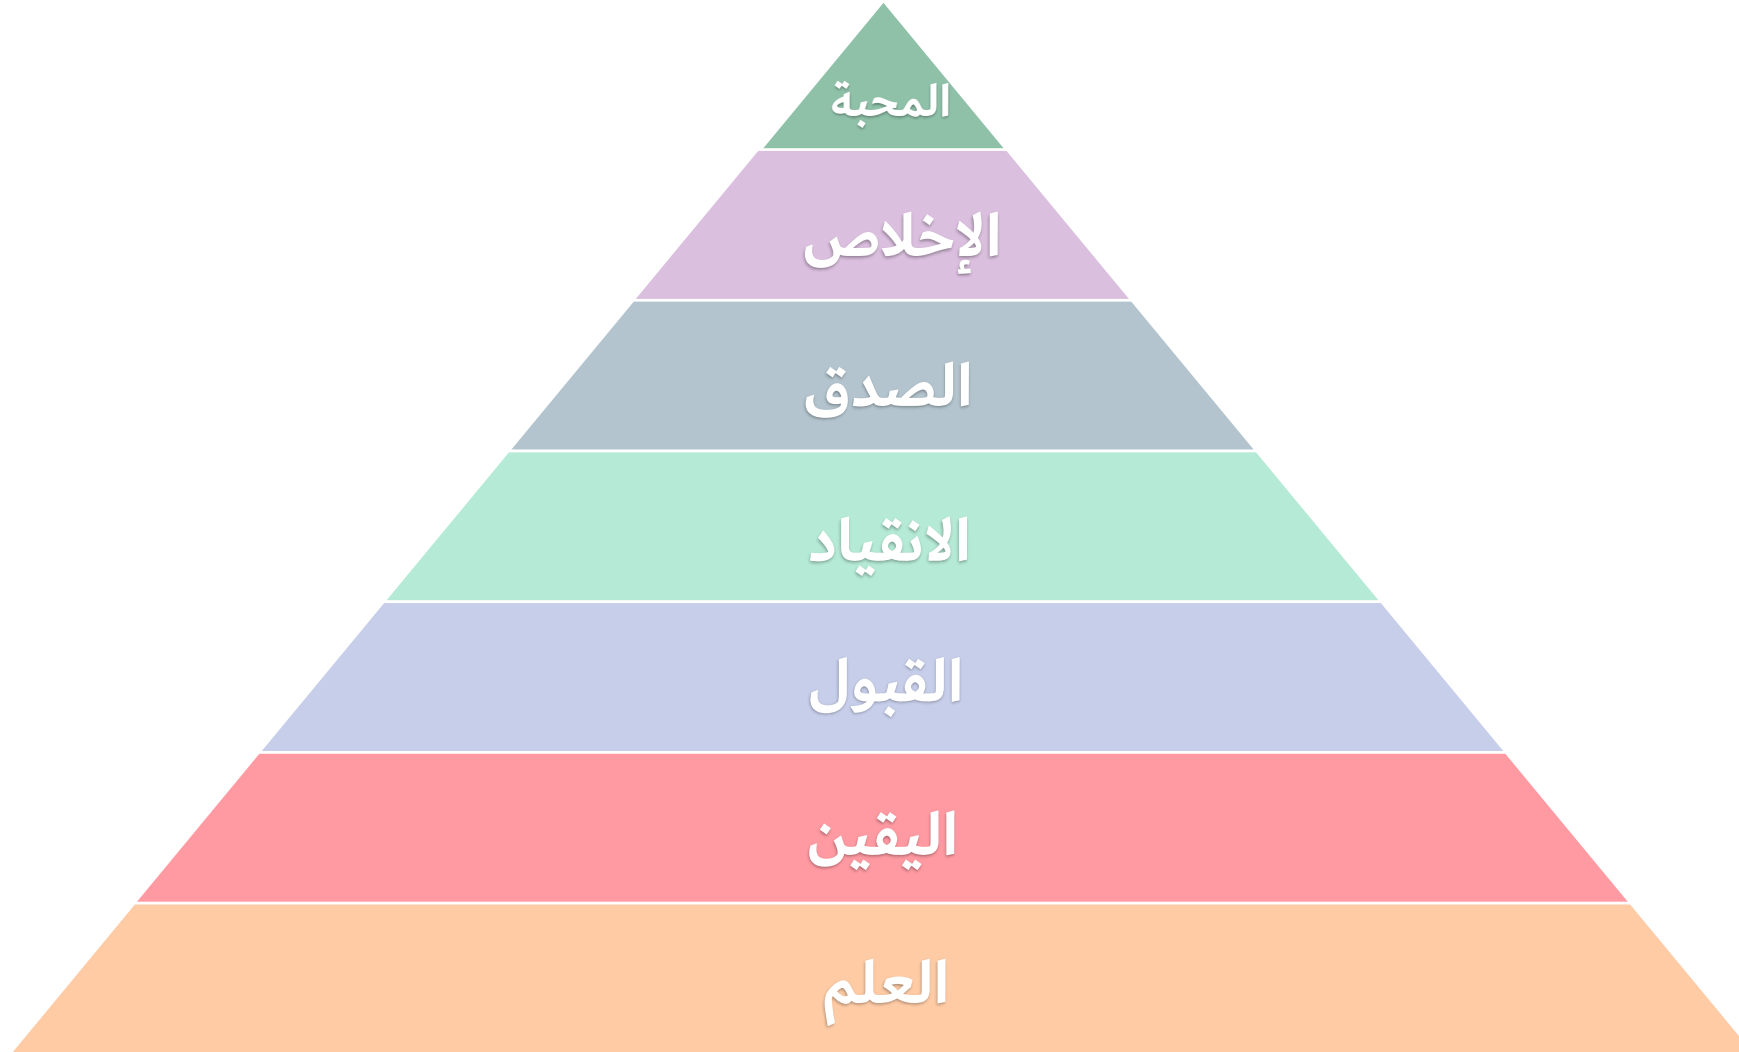 المحبة
الإخلاص
الصدق
الانقياد
القبول
اليقين
العلم